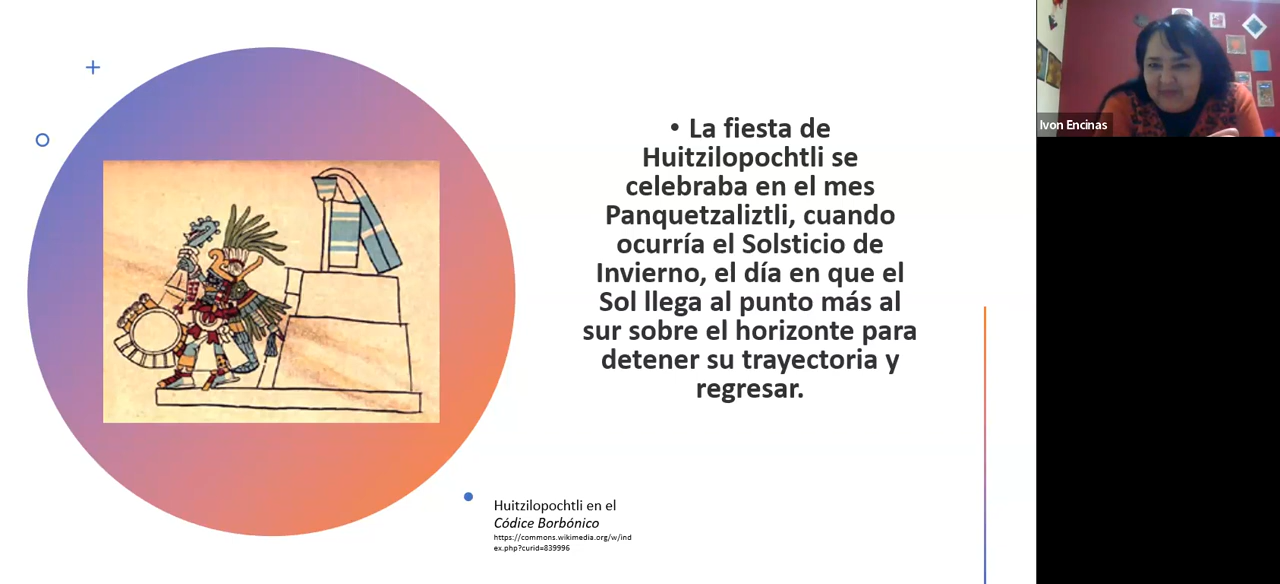 • La fiesta de
Huitzilopochtli se
celebraba en el mes
Panquetzaliztli, cuando
ocurría el Solsticio de
Invierno, el día en que el
Sol llega al punto más al
sur sobre el horizonte para
detener su trayectoria y
regresar.
Huitzilopochtli en el
Códice Borbónico
https://commons.wikimedia.org/w/ind
ex.php?curid=839996
Ivon Encinas